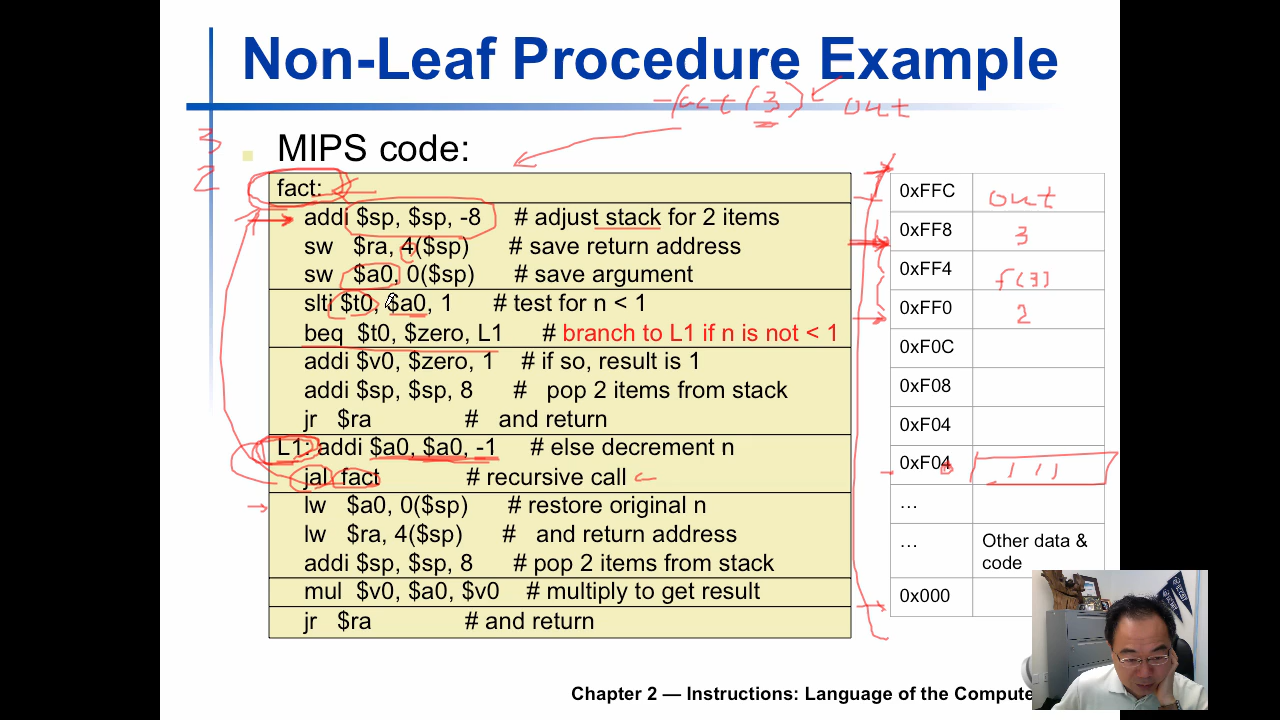 Non-Leaf Procedure Example
fact(3) out
3
2
MIPS code:
fact:
addi $sp, $sp, -8 # adjust stack for 2 items
sw $ra, 4($sp) # save return address
sw $a0, 0($sp) # save argument
slti $t0, $a0, 1 # test for n < 1
beq $t0, $zero, L1 # branch to L1 if n is not < 1
addi $v0, $zero, 1 # if so, result is 1
addi $sp, $sp, 8 # pop 2 items from stack
jr $ra # and return
L1: addi $a0, $a0, -1 # else decrement n
jal fact # recursive call
lw $a0, 0($sp) # restore original n
lw $ra, 4($sp) # and return address
addi $sp, $sp, 8 # pop 2 items from stack
mul $v0, $a0, $v0 # multiply to get result
jr $ra # and return
0xFFC out
0xFF8 3
0xFF4 f(3)
0xFF0 2
0xF0C
0xF08
0xF04
0xF04
…
… Other data &
code
0x000
Chapter 2 — Instructions: Language of the Compute